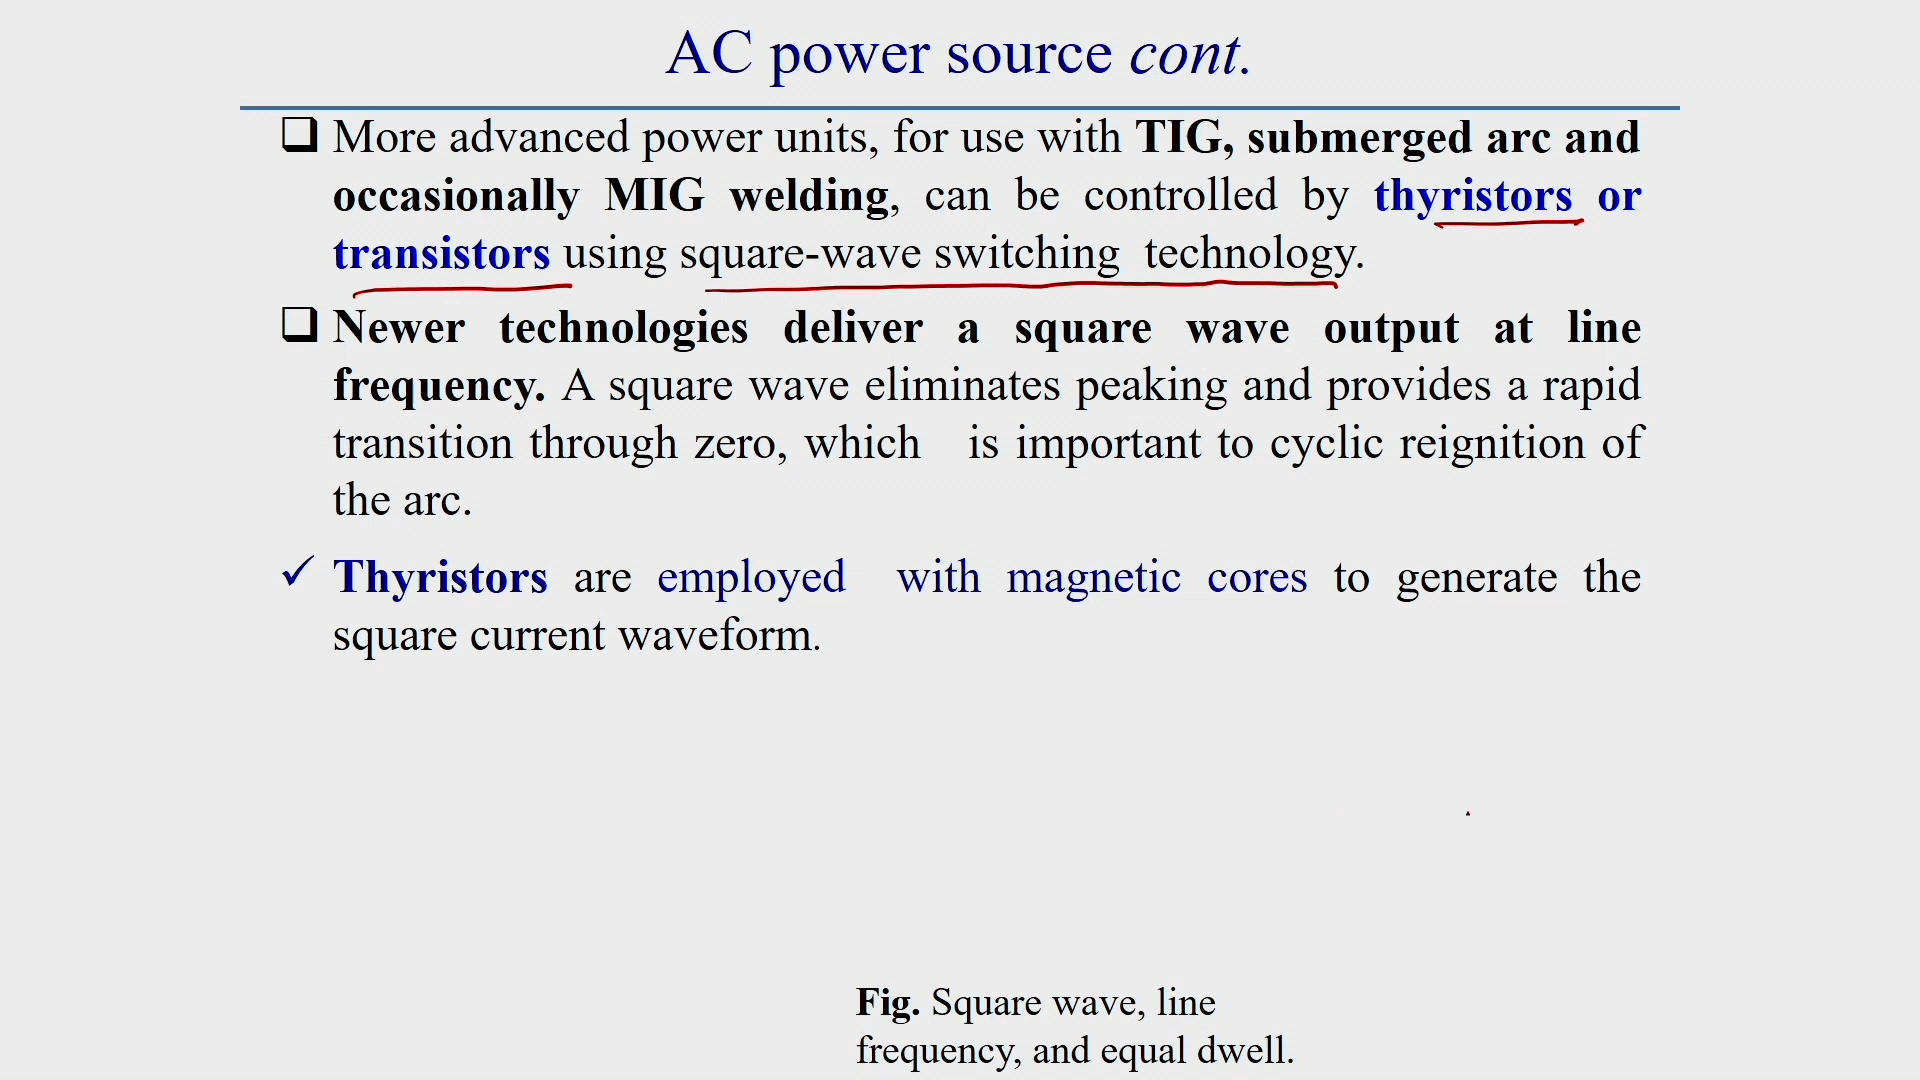 AC power source cont.
More advanced power units, for use with TIG, submerged arc and
occasionally MIG welding, can be controlled by thyristors or
transistors using square-wave switching technology.
Newer technologies deliver a square wave output at line
frequency. A square wave eliminates peaking and provides a rapid
transition through zero, which is important to cyclic reignition of
the arc.
Thyristors are employed with magnetic cores to generate the
square current waveform.
Fig. Square wave, line
frequency, and equal dwell.